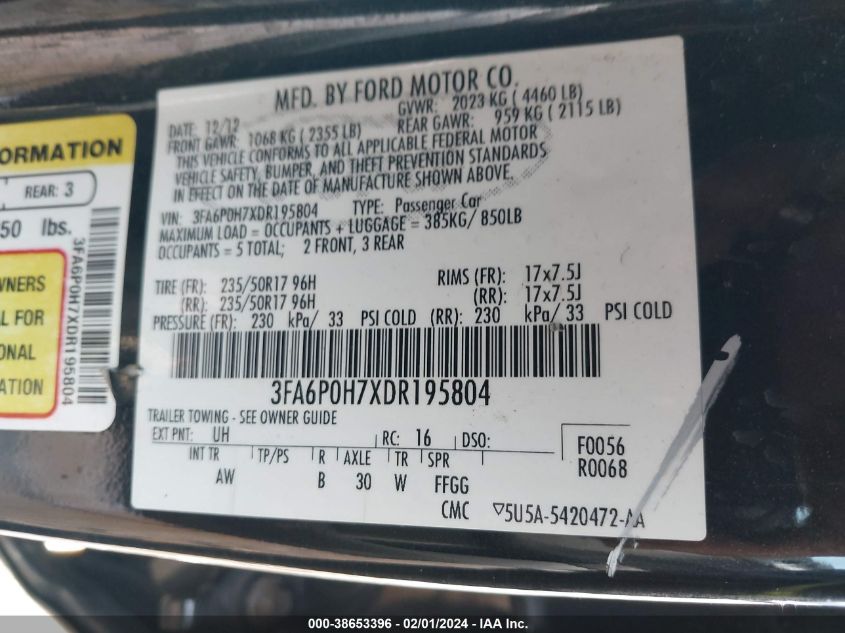 MFD. BY FORD MOTOR CO.
DATE: 12/12 GVWR: 2023 KG ( 4460 LB)
FRONT GAWR: 1068 KG ( 2355 LB) REAR GAWR: 959 KG ( 2115 LB)
THIS VEHICLE CONFORMS TO ALL APPLICABLE FEDERAL MOTOR
VEHICLE SAFETY, BUMPER, AND THEFT PREVENTION STANDARDS
IN EFFECT ON THE DATE OF MANUFACTURE SHOWN ABOVE.
VIN: 3FA6P0H7XDR195804 TYPE: Passenger Car
MAXIMUM LOAD = OCCUPANTS + LUGGAGE = 385KG/ 850LB
OCCUPANTS = 5 TOTAL; 2 FRONT, 3 REAR
TIRE (FR): 235/50R17 96H RIMS (FR): 17x7.5J
(RR): 235/50R17 96H (RR): 17x7.5J
PRESSURE (FR): 230 kPa/ 33 PSI COLD (RR): 230 kPa/ 33 PSI COLD
3FA6P0H7XDR195804
TRAILER TOWING - SEE OWNER GUIDE
EXT PNT: UH RC: 16 DSO: F0056
INT TR TP/PS R AXLE TR SPR R0068
AW B 30 W FFGG
CMC ▽5U5A-5420472-AA
ORMATION
REAR: 3
50 lbs.
WNERS
AL FOR
ONAL
ATION
3FA6P0H7XDR195804
000-38653396 - 02/01/2024 - IAAI Inc.